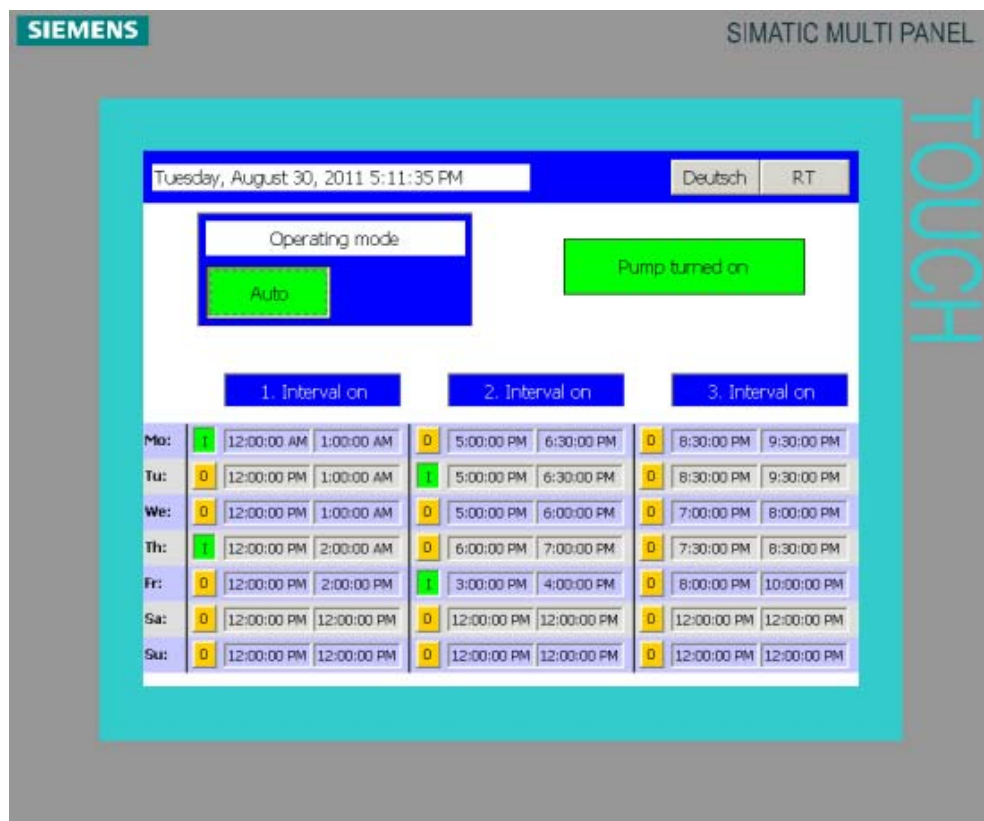 SIEMENS
SIMATIC MULTI PANEL
TOUCH
Tuesday, August 30, 2011 5:11:35 PM Deutsch RT
Operating mode
Auto
Pump turned on
1. Interval on 2. Interval on 3. Interval on
Mo: I 12:00:00 AM 1:00:00 AM 0 5:00:00 PM 6:30:00 PM 0 8:30:00 PM 9:30:00 PM
Tu: 0 12:00:00 PM 1:00:00 AM I 5:00:00 PM 6:30:00 PM 0 8:30:00 PM 9:30:00 PM
We: 0 12:00:00 PM 1:00:00 AM 0 5:00:00 PM 6:00:00 PM 0 7:00:00 PM 8:00:00 PM
Th: I 12:00:00 PM 2:00:00 AM 0 6:00:00 PM 7:00:00 PM 0 7:30:00 PM 8:30:00 PM
Fr: 0 12:00:00 PM 2:00:00 PM I 3:00:00 PM 4:00:00 PM 0 8:00:00 PM 10:00:00 PM
Sa: 0 12:00:00 PM 12:00:00 PM 0 12:00:00 PM 12:00:00 PM 0 12:00:00 PM 12:00:00 PM
Su: 0 12:00:00 PM 12:00:00 PM 0 12:00:00 PM 12:00:00 PM 0 12:00:00 PM 12:00:00 PM